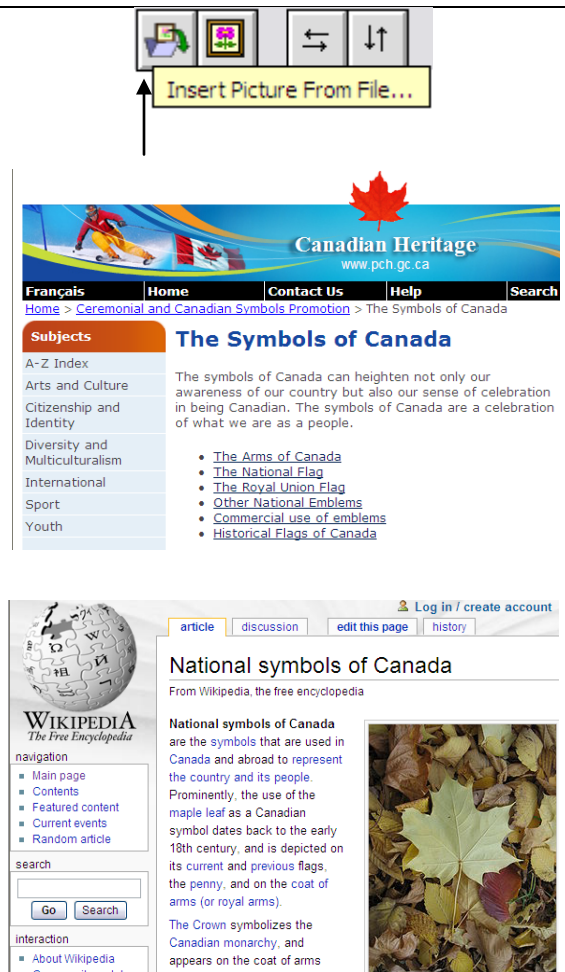 Insert Picture From File...
Canadian Heritage
www.pch.gc.ca
Français Home Contact Us Help Search
Home > Ceremonial and Canadian Symbols Promotion > The Symbols of Canada
Subjects
A-Z Index
Arts and Culture
Citizenship and
Identity
Diversity and
Multiculturalism
International
Sport
Youth
The Symbols of Canada
The symbols of Canada can heighten not only our
awareness of our country but also our sense of celebration
in being Canadian. The symbols of Canada are a celebration
of what we are as a people.
• The Arms of Canada
• The National Flag
• The Royal Union Flag
• Other National Emblems
• Commercial use of emblems
• Historical Flags of Canada
Log in / create account
article discussion edit this page history
WIKIPEDIA
The Free Encyclopedia
navigation
Main page
Contents
Featured content
Current events
Random article
search
Go Search
interaction
About Wikipedia
National symbols of Canada
From Wikipedia, the free encyclopedia
National symbols of Canada
are the symbols that are used in
Canada and abroad to represent
the country and its people.
Prominently, the use of the
maple leaf as a Canadian
symbol dates back to the early
18th century, and is depicted on
its current and previous flags,
the penny, and on the coat of
arms (or royal arms).
The Crown symbolizes the
Canadian monarchy, and
appears on the coat of arms